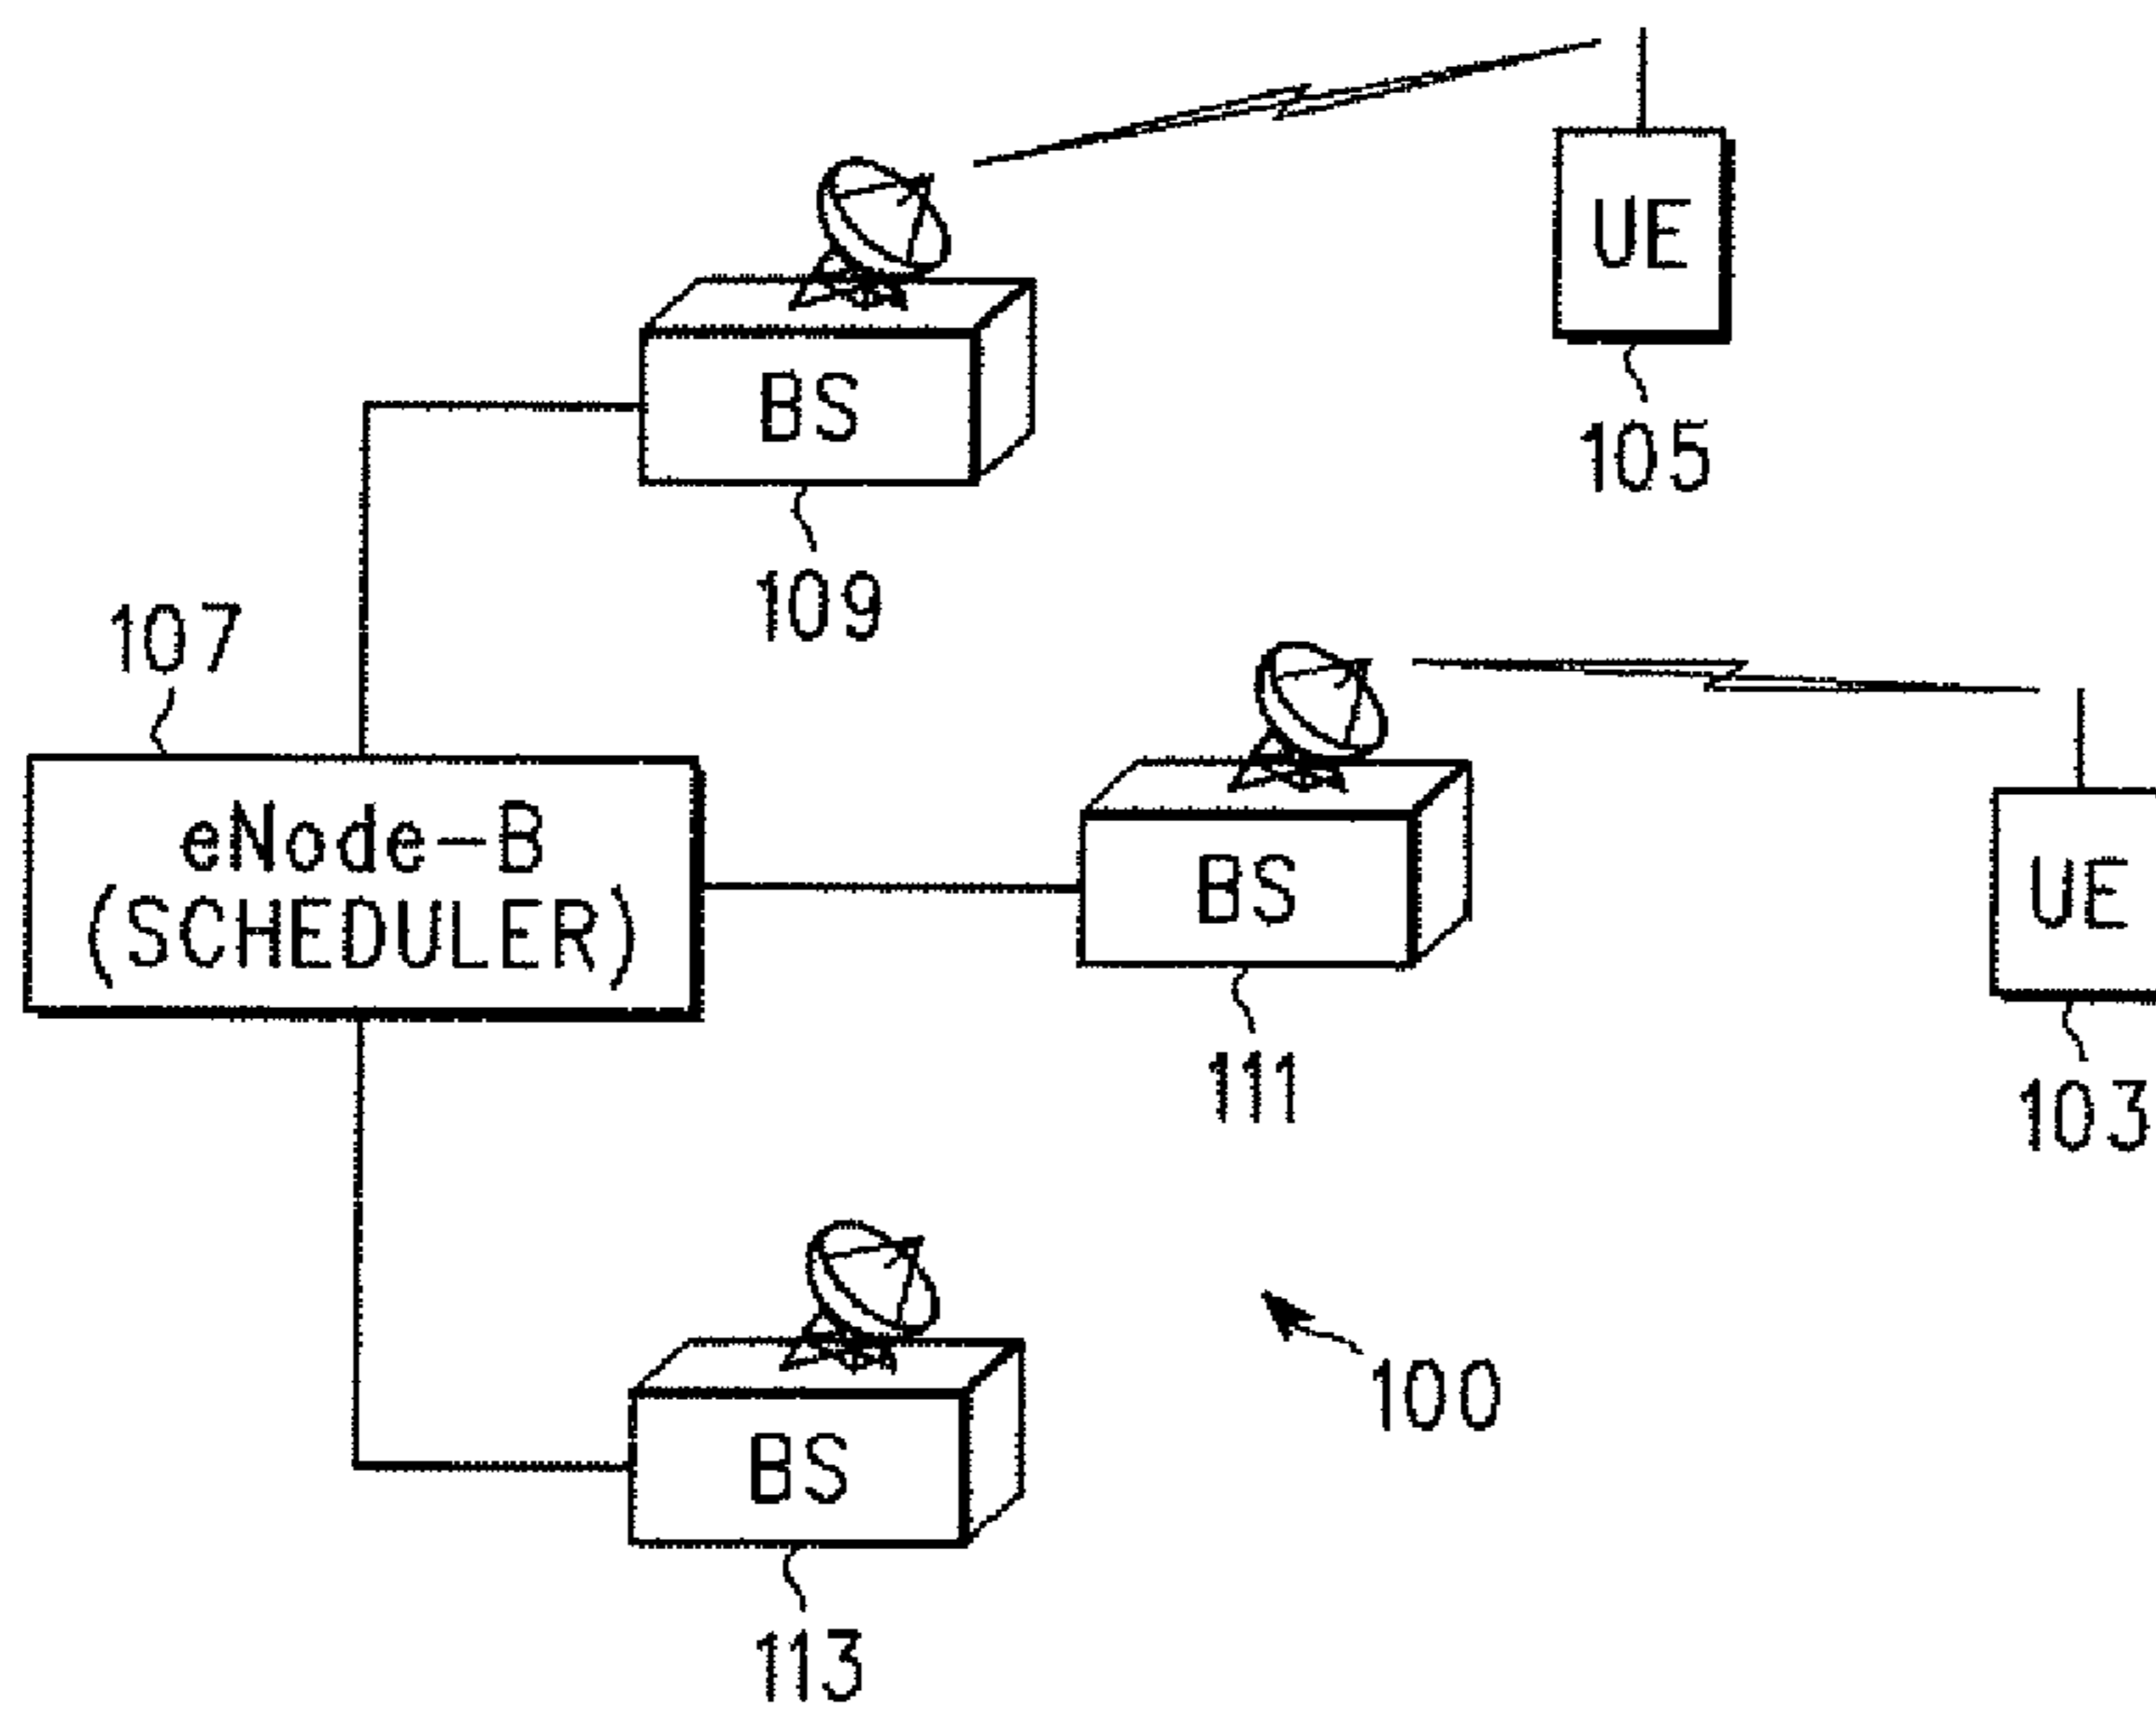 UE
105
BS
109
107
eNode-B
(SCHEDULER)
BS
111
UE
103
BS
113
100